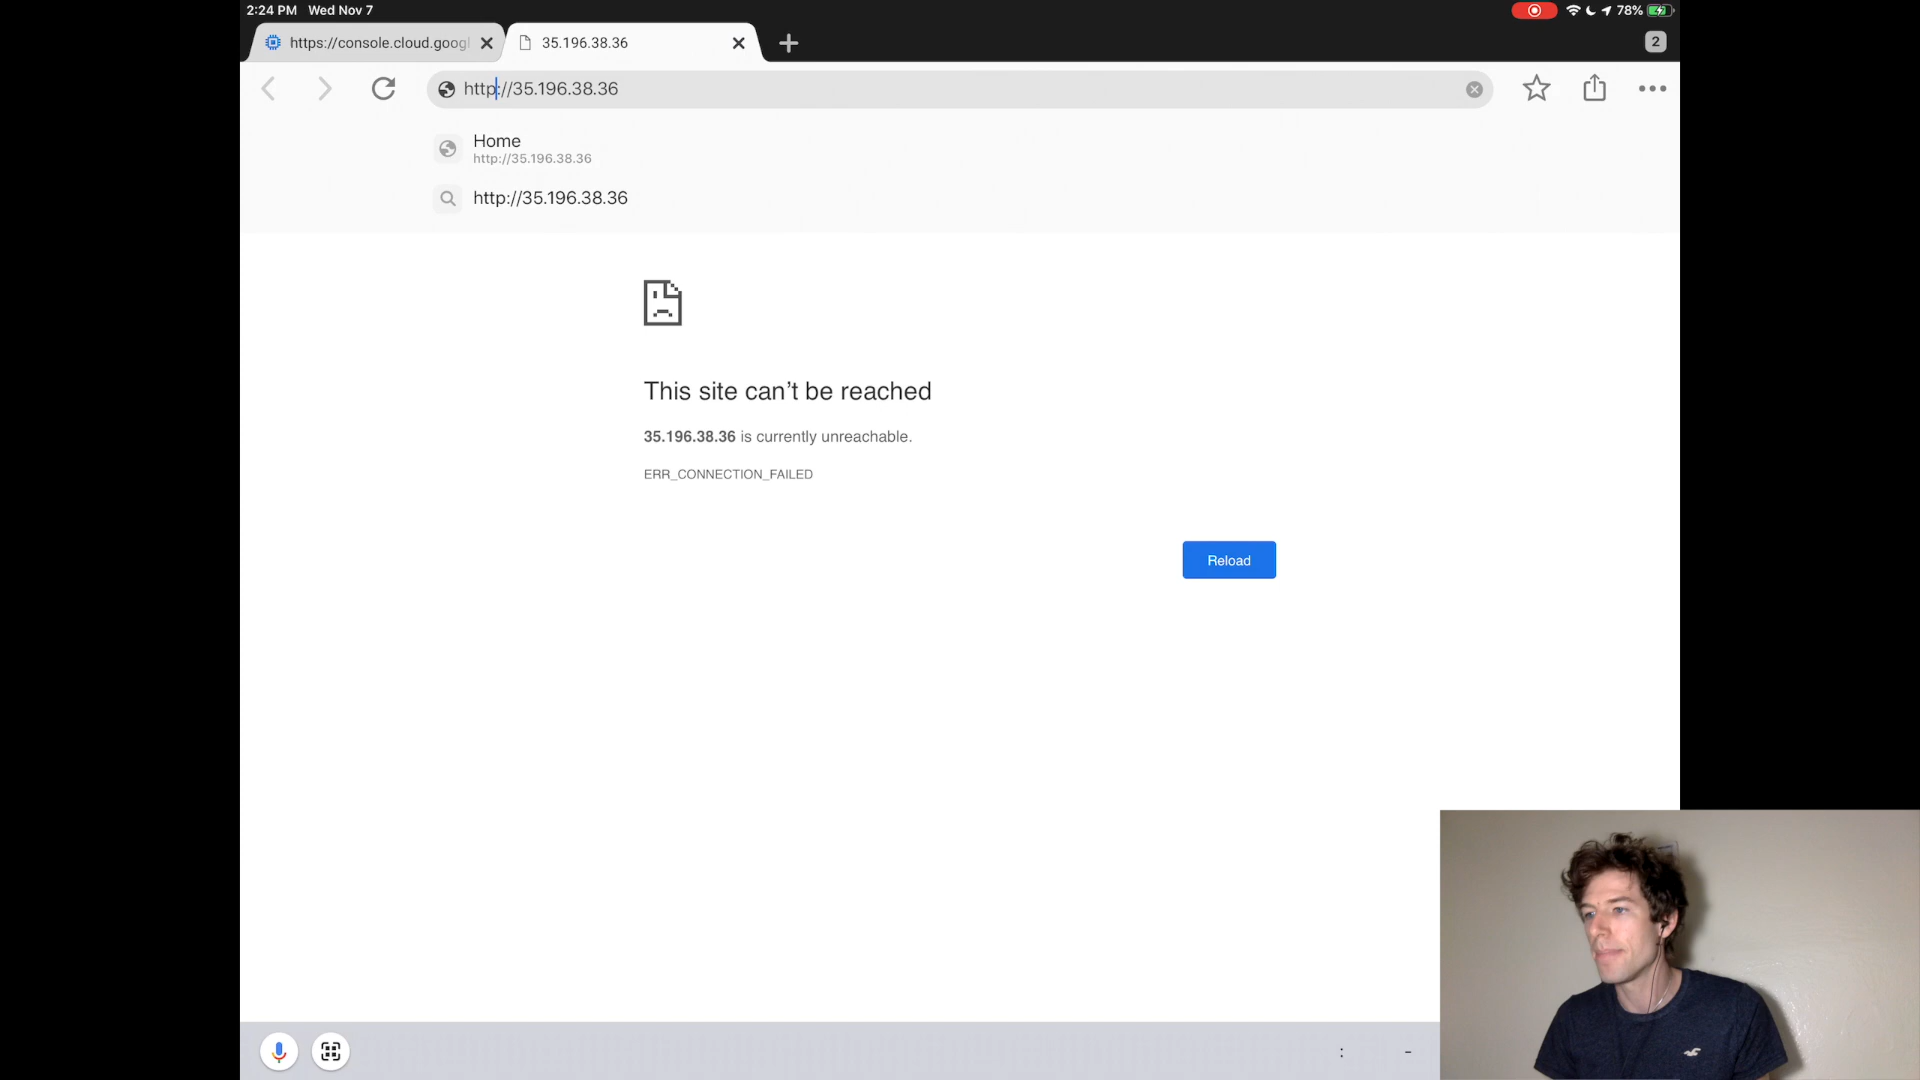 2:24 PM Wed Nov 7
78%
https://console.cloud.googl
35.196.38.36
2
http://35.196.38.36
Home
http://35.196.38.36
http://35.196.38.36
This site can’t be reached
35.196.38.36 is currently unreachable.
ERR_CONNECTION_FAILED
Reload
: -